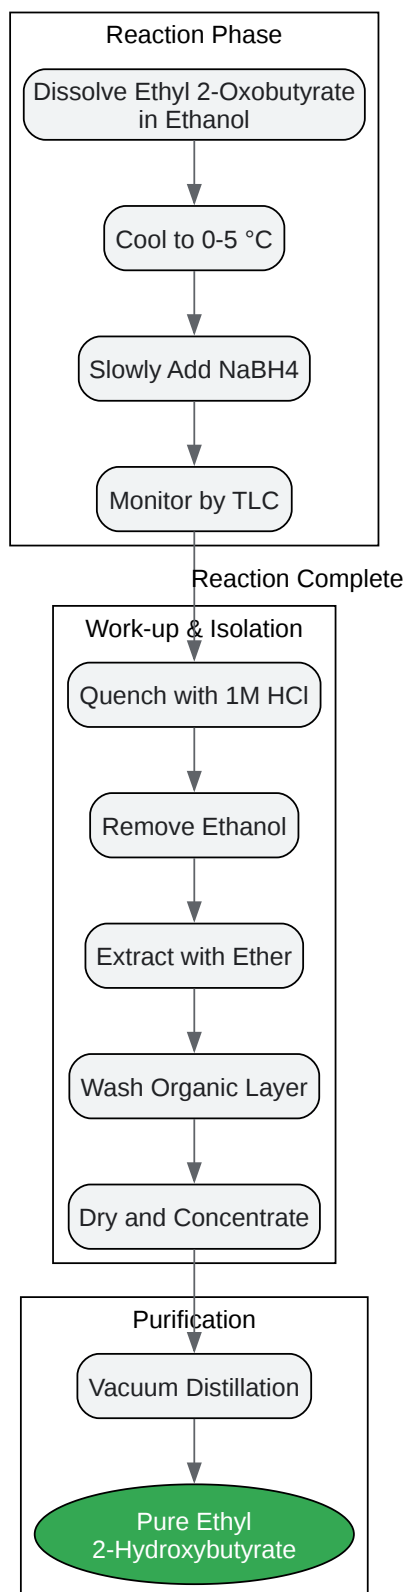 Reaction Phase
Dissolve Ethyl 2-Oxobutyrate
in Ethanol
Cool to 0-5 °C
Slowly Add NaBH4
Monitor by TLC
Reaction Complete
Work-up & Isolation
Quench with 1M HCl
Remove Ethanol
Extract with Ether
Wash Organic Layer
Dry and Concentrate
Purification
Vacuum Distillation
Pure Ethyl
2-Hydroxybutyrate